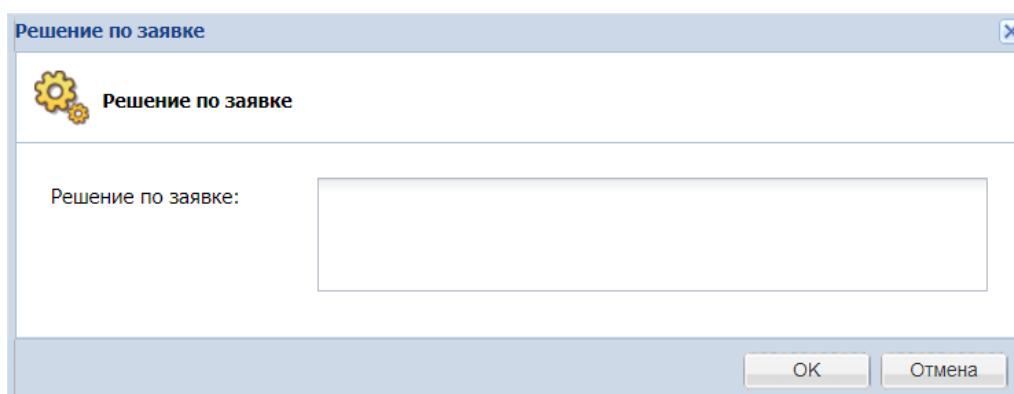 Решение по заявке
Решение по заявке
Решение по заявке:
OK
Отмена